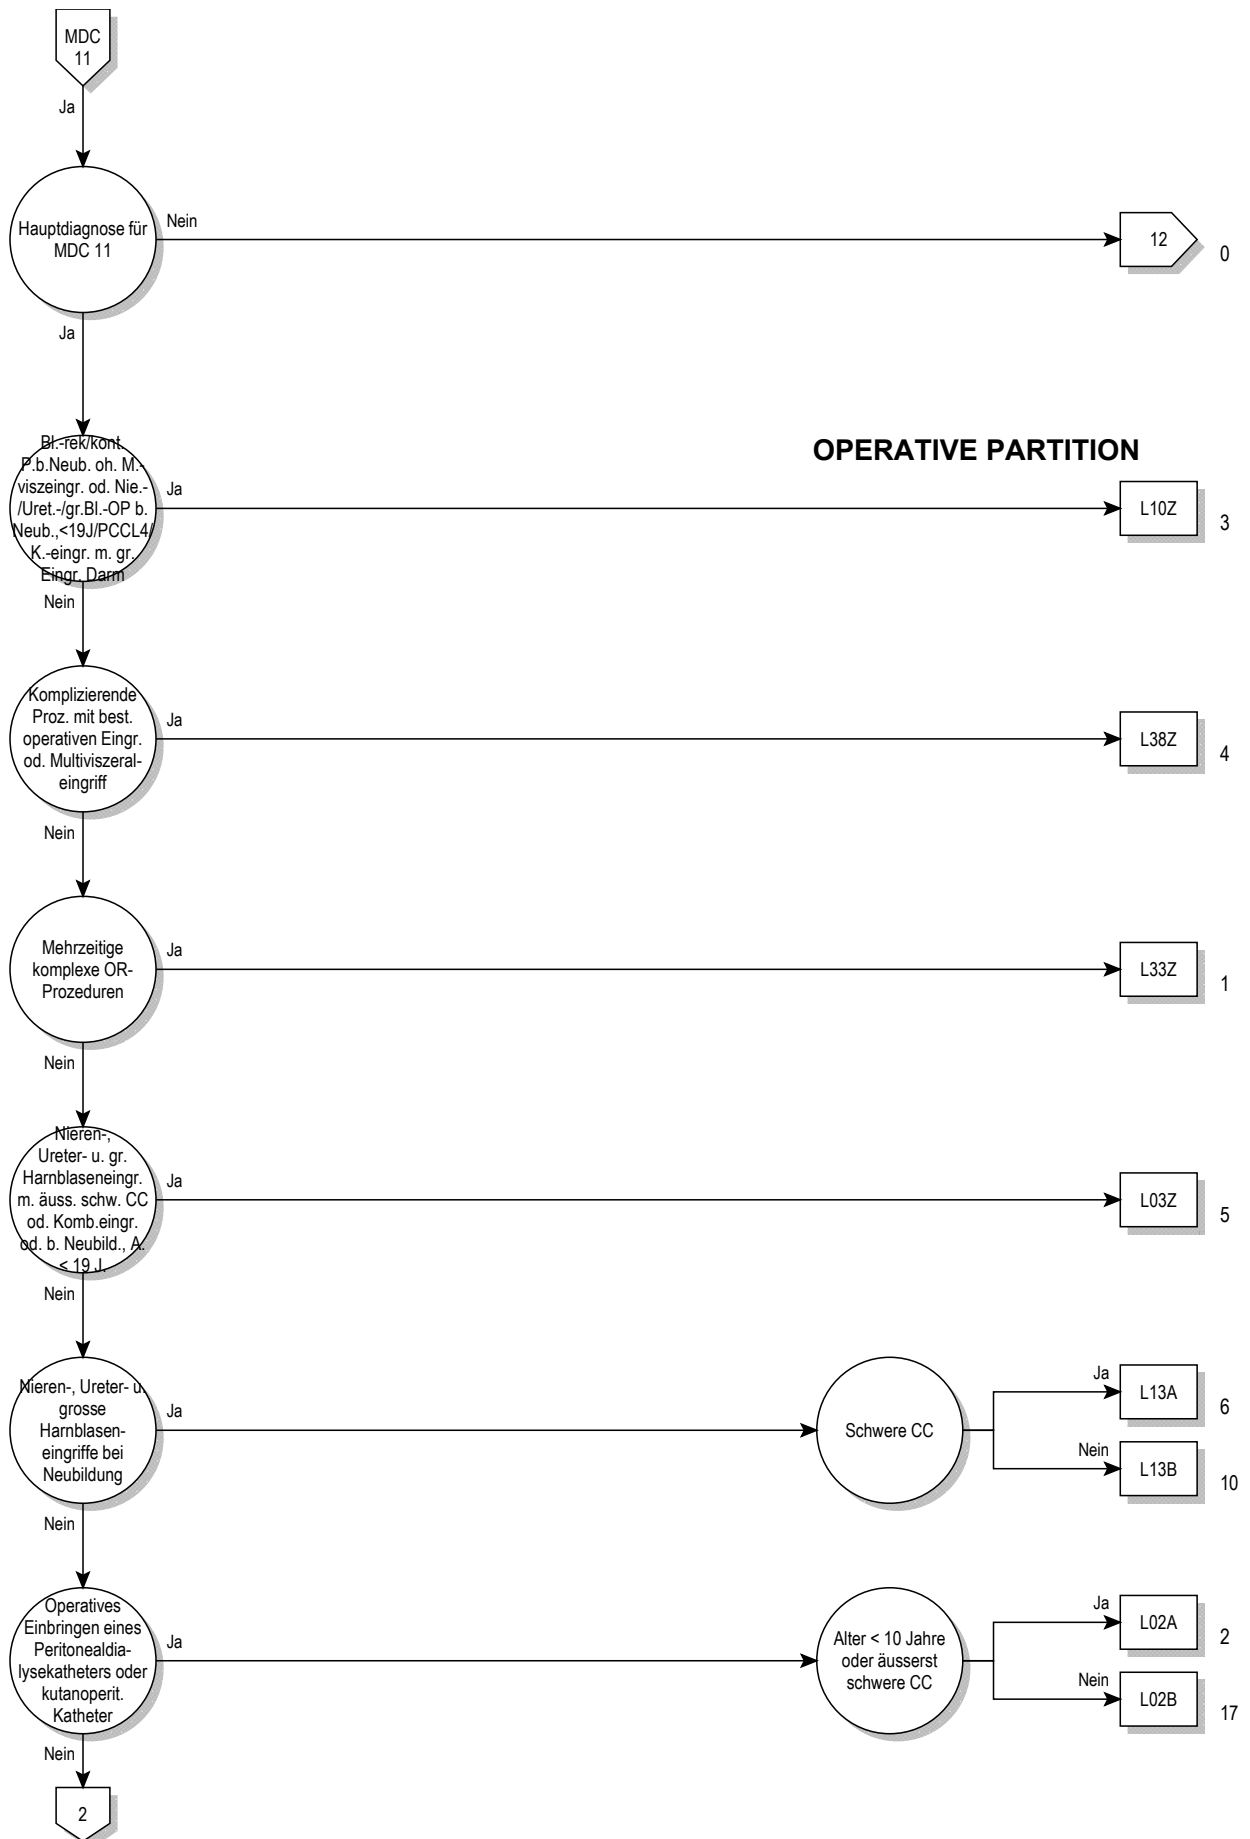 MDC
11
Ja
Hauptdiagnose für
MDC 11
Nein
12
0
Ja
OPERATIVE PARTITION
Bl.-rek/kont.
P.b.Neub. oh. M.-
viszeingr. od. Nie.-
/Uret.-/gr.Bl.-OP b.
Neub.,<19J/PCCL4/
K.-eingr. m. gr.
Eingr. Darm
Ja
L10Z
3
Nein
Komplizierende
Proz. mit best.
operativen Eingr.
od. Multiviszeral-
eingriff
Ja
L38Z
4
Nein
Mehrzeitige
komplexe OR-
Prozeduren
Ja
L33Z
1
Nein
Nieren-,
Ureter- u. gr.
Harnblaseneingr.
m. äuss. schw. CC
od. Komb.eingr.
od. b. Neubild., A.
< 19 J.
Ja
L03Z
5
Nein
Nieren-, Ureter- u.
grosse
Harnblasen-
eingriffe bei
Neubildung
Ja
Schwere CC
Ja
L13A
6
Nein
L13B
10
Nein
Operatives
Einbringen eines
Peritonealdia-
lysekatheters oder
kutanoperit.
Katheter
Ja
Alter < 10 Jahre
oder äusserst
schwere CC
Ja
L02A
2
Nein
L02B
17
Nein
2